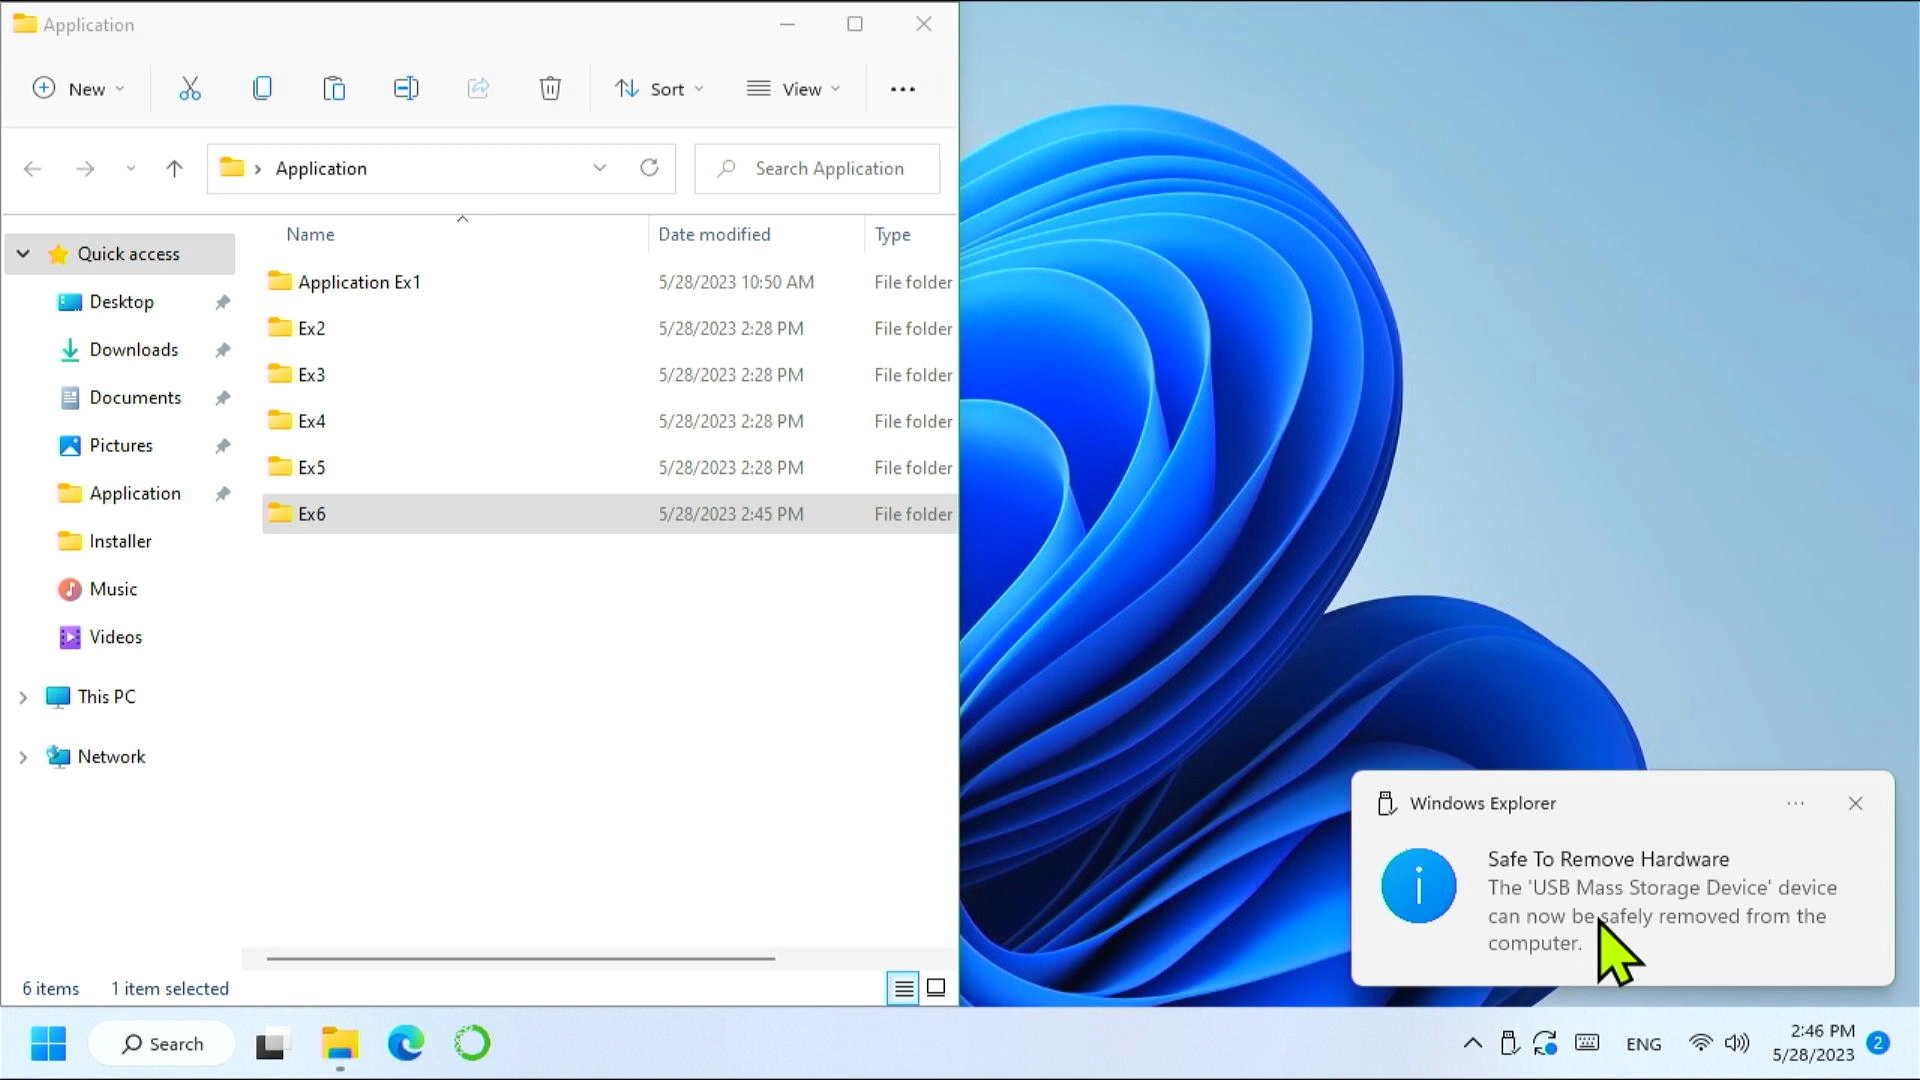 Application
New
Sort
View
Application
Search Application
Name
Date modified
Type
Quick access
Desktop
Downloads
Documents
Pictures
Application
Installer
Music
Videos
This PC
Network
Application Ex1 5/28/2023 10:50 AM File folder
Ex2 5/28/2023 2:28 PM File folder
Ex3 5/28/2023 2:28 PM File folder
Ex4 5/28/2023 2:28 PM File folder
Ex5 5/28/2023 2:28 PM File folder
Ex6 5/28/2023 2:45 PM File folder
6 items 1 item selected
Windows Explorer
Safe To Remove Hardware
The 'USB Mass Storage Device' device
can now be safely removed from the
computer.
Search
ENG
2:46 PM
5/28/2023
2